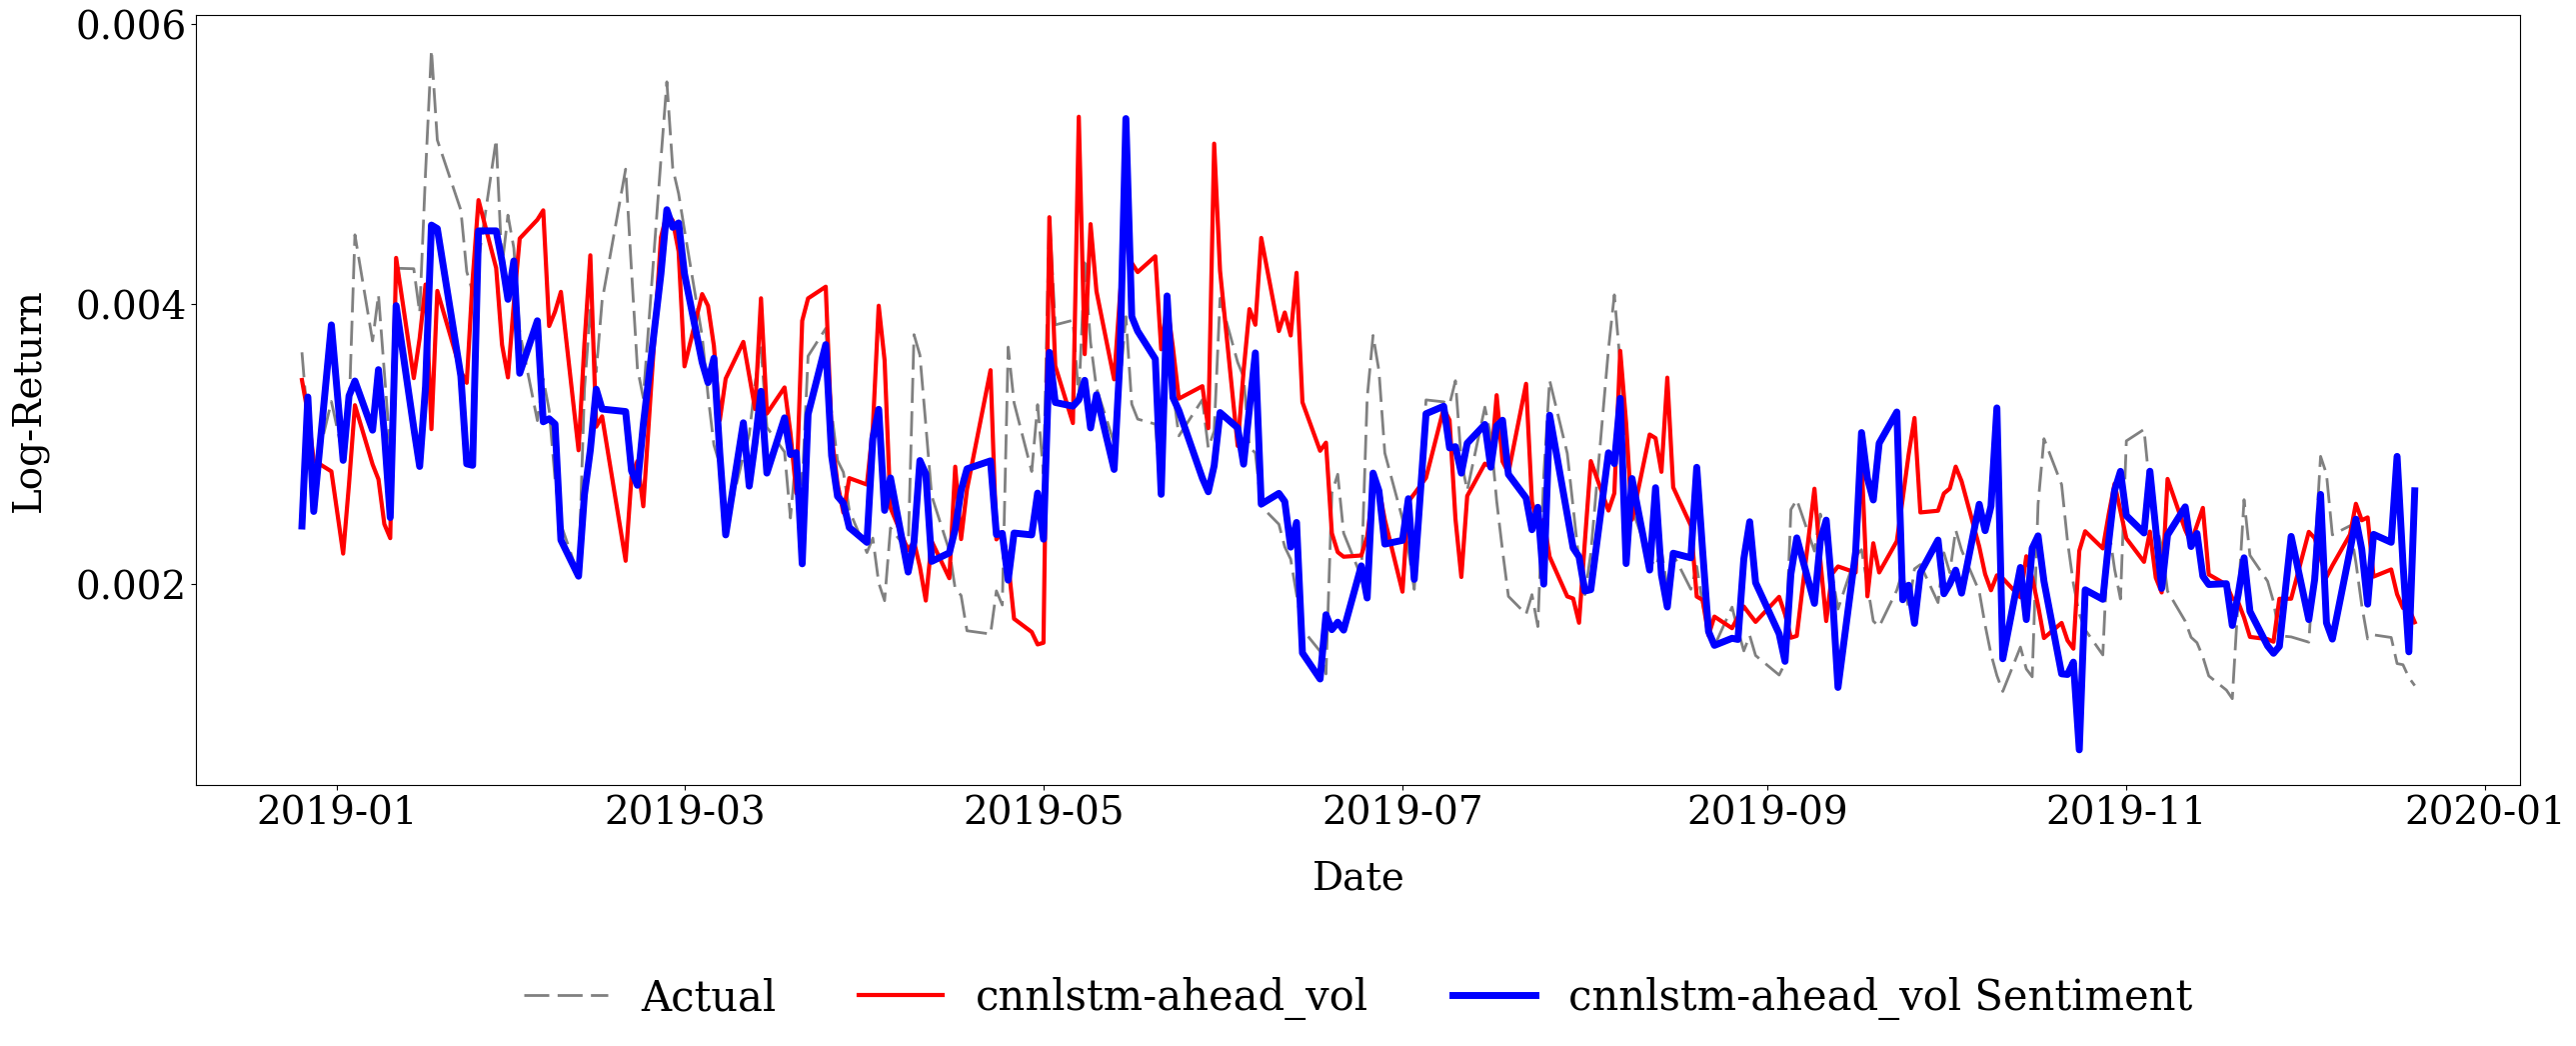 0.006
0.004
0.002
Log-Return
2019-01 2019-03 2019-05 2019-07 2019-09 2019-11 2020-01
Date
Actual cnnlstm-ahead_vol cnnlstm-ahead_vol Sentiment